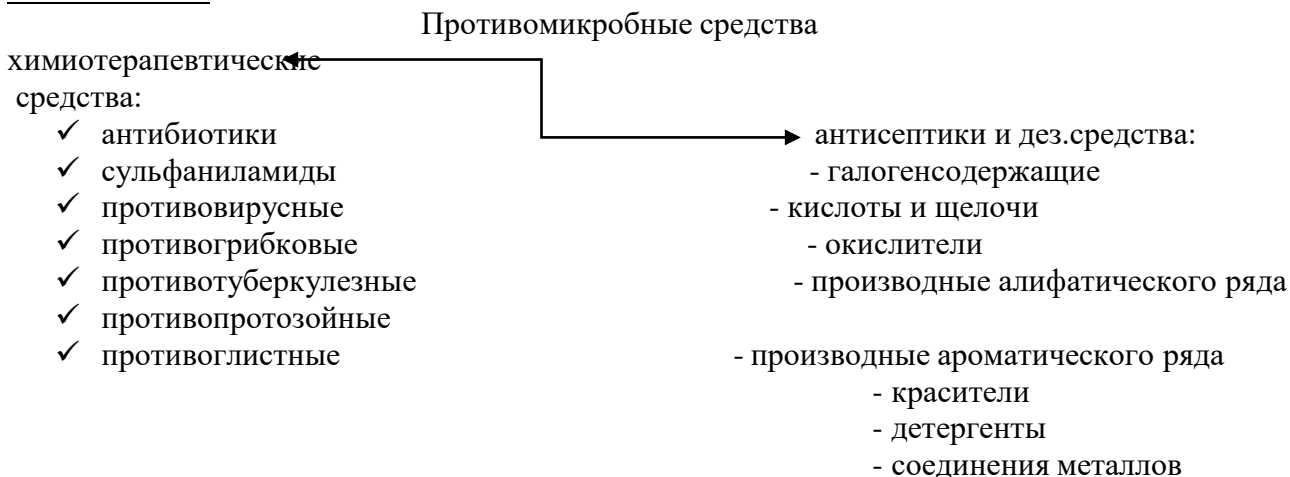 Противомикробные средства
химиотерапевтические
средства:
✓ антибиотики
✓ сульфаниламиды
✓ противовирусные
✓ противогрибковые
✓ противотуберкулезные
✓ противопротозойные
✓ противоглистные
антисептики и дез.средства:
- галогенсодержащие
- кислоты и щелочи
- окислители
- производные алифатического ряда
- производные ароматического ряда
- красители
- детергенты
- соединения металлов